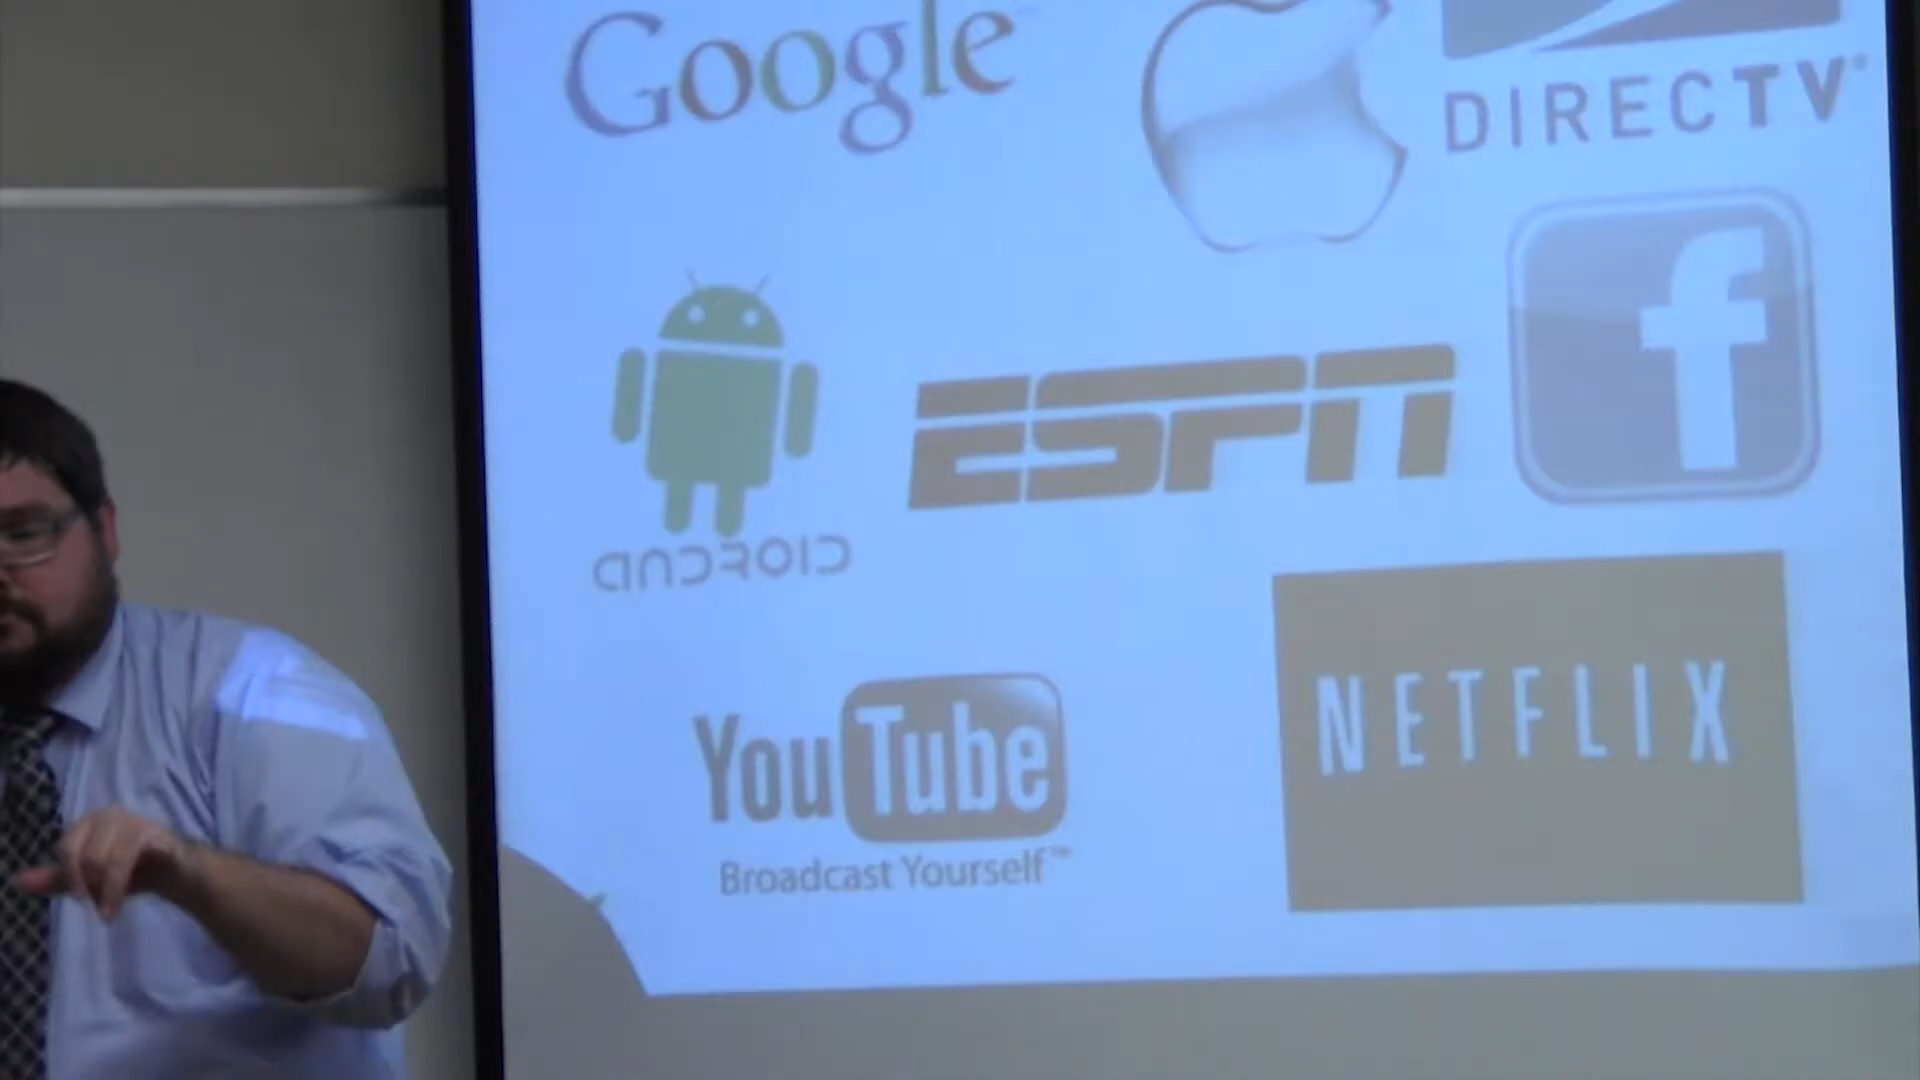 Google
DIRECTV®
ANDROID
ESPN
f
YouTube
Broadcast Yourself™
NETFLIX